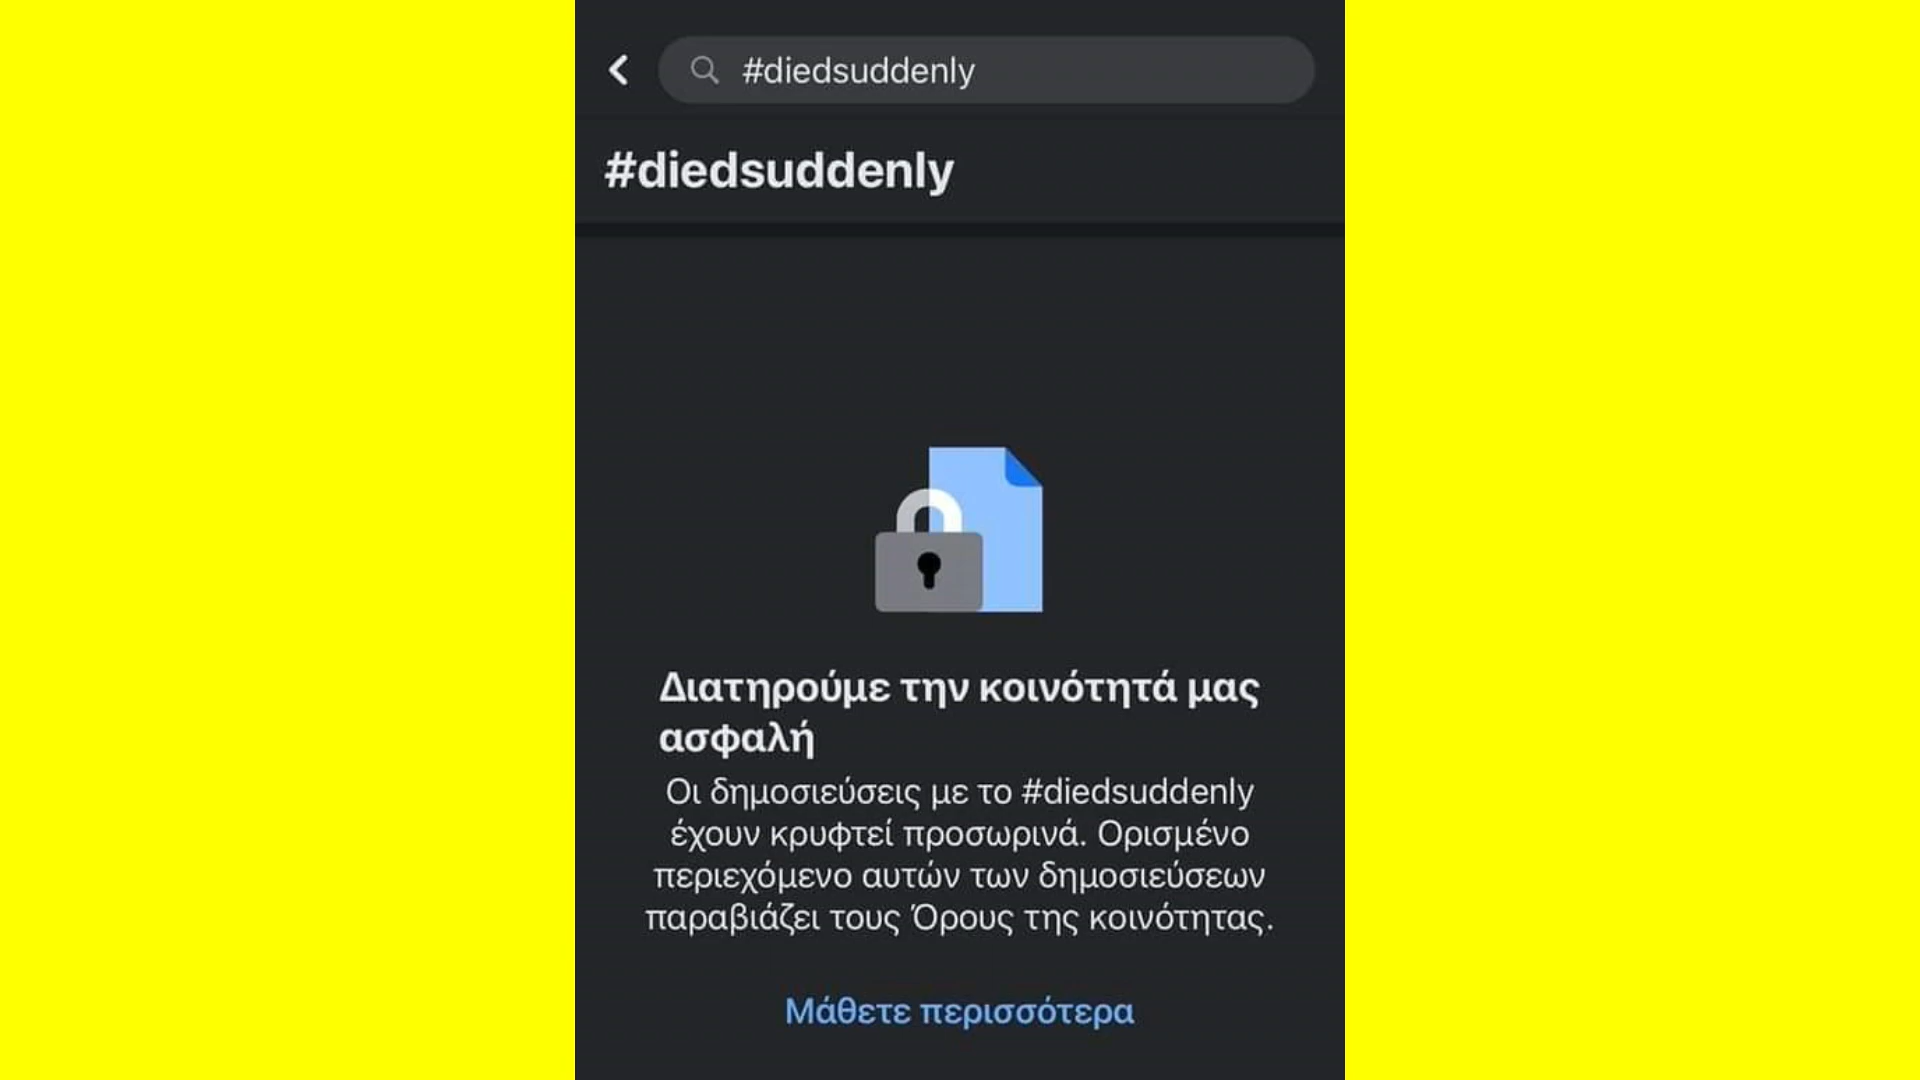 #diedsuddenly
#diedsuddenly
Διατηρούμε την κοινότητά μας
ασφαλή
Οι δημοσιεύσεις με το #diedsuddenly
έχουν κρυφτεί προσωρινά. Ορισμένο
περιεχόμενο αυτών των δημοσιεύσεων
παραβιάζει τους Όρους της κοινότητας.
Μάθετε περισσότερα